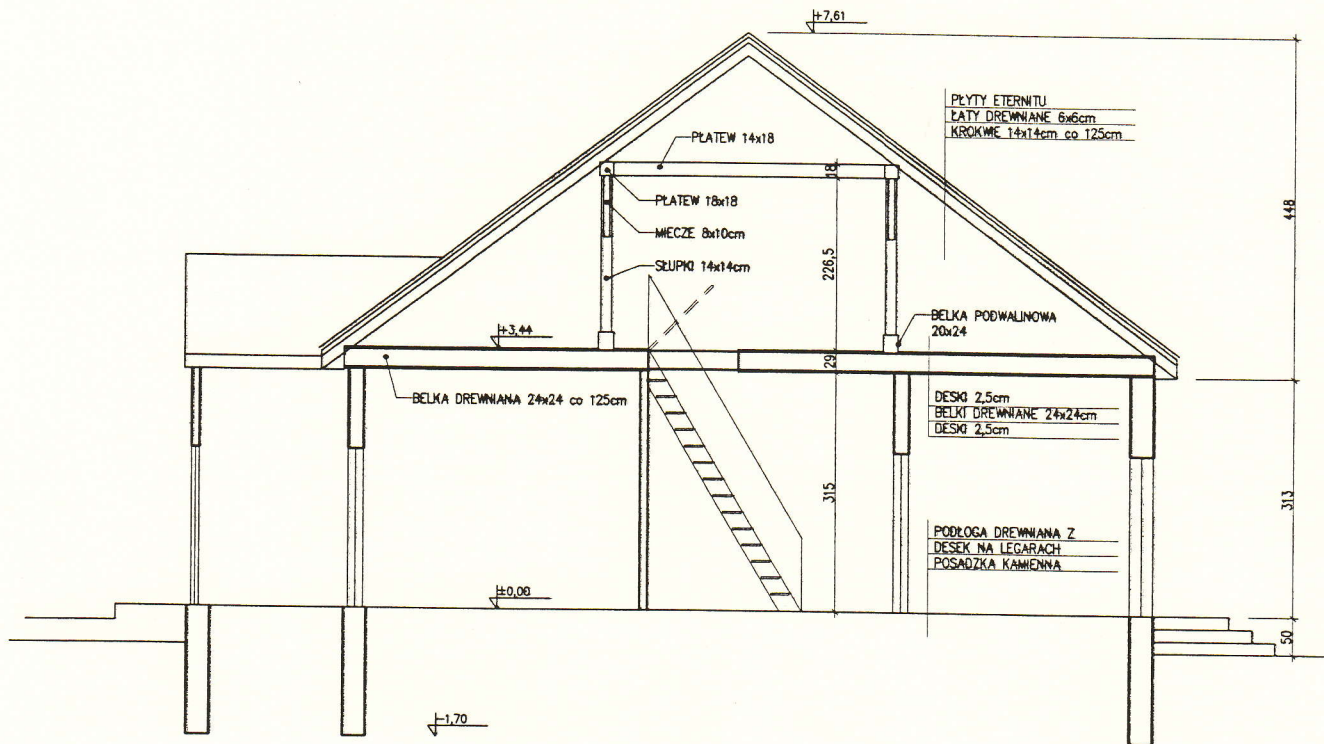 +7,61
PŁYTY ETERNITU
ŁATY DREWNIANE 6x6cm
KROKWIE 14x14cm co 125cm
PŁATEW 14x18
18
PŁATEW 18x18
448
MIECZE 8x10cm
226,5
SŁUPKI 14x14cm
BELKA PODWALINOWA
20x24
+3,44
29
BELKA DREWNIANA 24x24 co 125cm
DESKI 2,5cm
BELKI DREWNIANE 24x24cm
DESKI 2,5cm
315
313
PODŁOGA DREWNIANA Z
DESEK NA LEGARACH
POSADZKA KAMIENNA
±0,00
50
-1,70